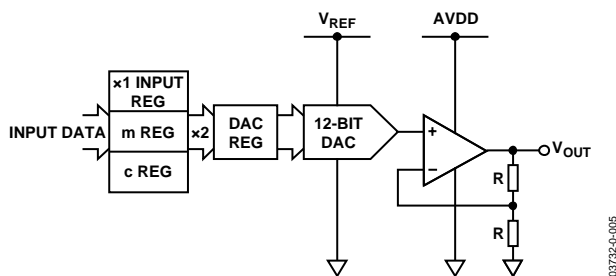 V_REF
AVDD
×1 INPUT
REG
m REG
c REG
INPUT DATA
×2
DAC
REG
12-BIT
DAC
+
–
V_OUT
R
R
03732-0-005